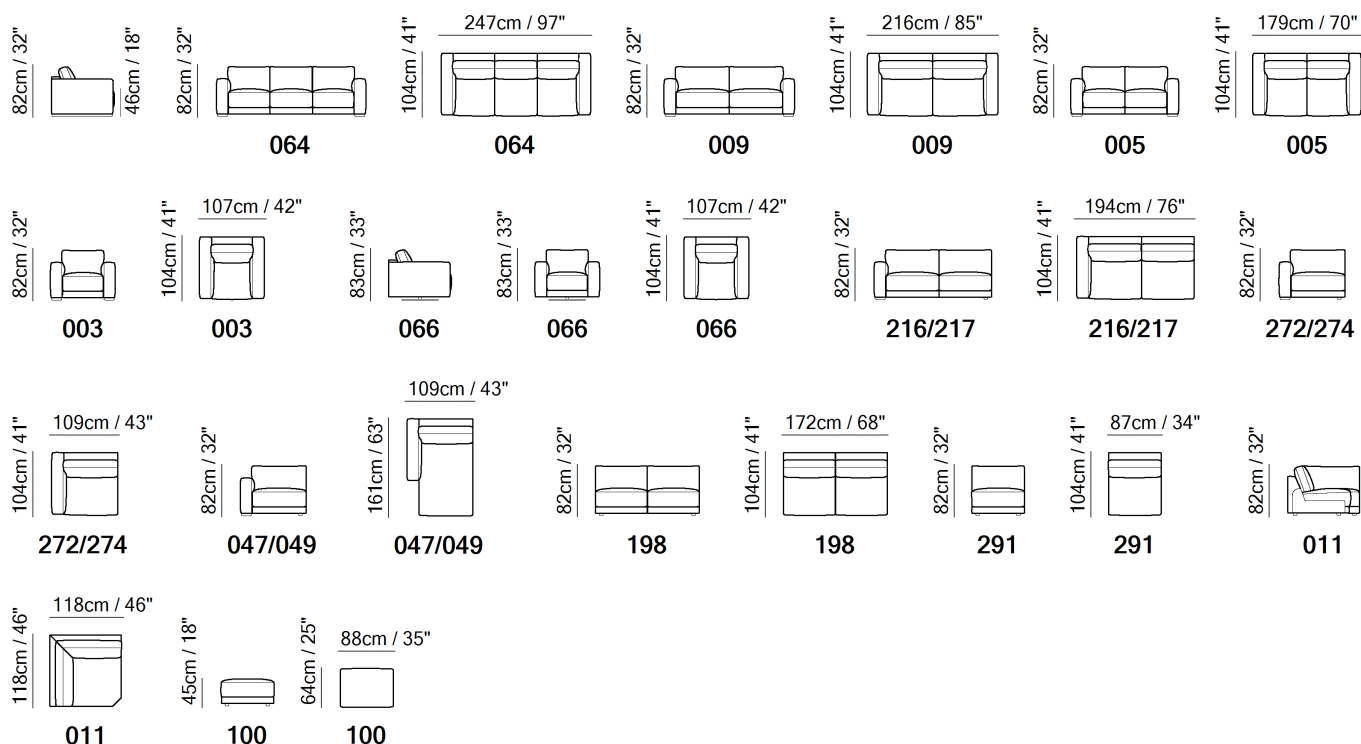 82cm / 32"
46cm / 18"
82cm / 32"
064
104cm / 41"
247cm / 97"
064
82cm / 32"
009
104cm / 41"
216cm / 85"
009
82cm / 32"
005
104cm / 41"
179cm / 70"
005
82cm / 32"
003
104cm / 41"
107cm / 42"
003
83cm / 33"
066
83cm / 33"
066
104cm / 41"
107cm / 42"
066
82cm / 32"
216/217
104cm / 41"
194cm / 76"
216/217
82cm / 32"
272/274
104cm / 41"
109cm / 43"
272/274
82cm / 32"
047/049
161cm / 63"
109cm / 43"
047/049
82cm / 32"
198
104cm / 41"
172cm / 68"
198
82cm / 32"
291
104cm / 41"
87cm / 34"
291
82cm / 32"
011
118cm / 46"
118cm / 46"
011
45cm / 18"
100
64cm / 25"
88cm / 35"
100